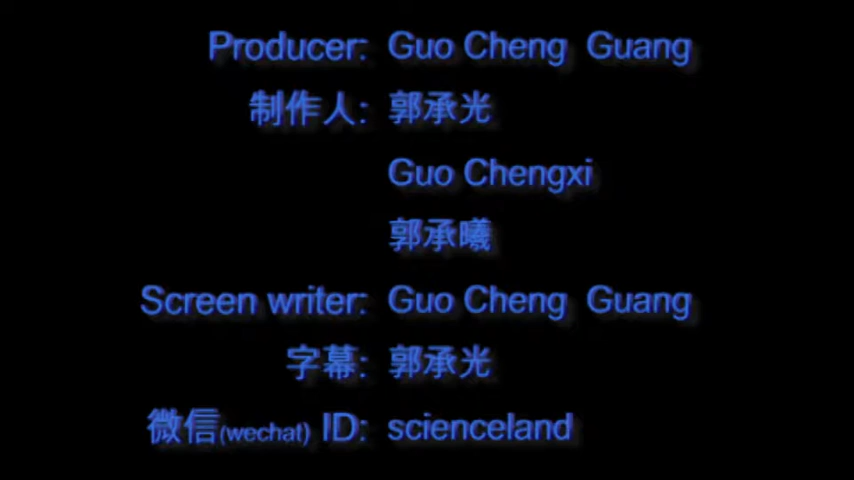 Producer: Guo Cheng Guang
制作人: 郭承光
Guo Chengxi
郭承曦
Screen writer: Guo Cheng Guang
字幕: 郭承光
微信(wechat) ID: scienceland